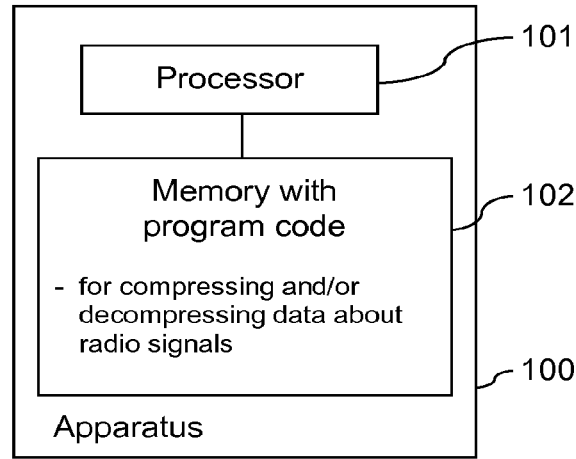 101
Processor
Memory with
program code
102
- for compressing and/or
decompressing data about
radio signals
100
Apparatus